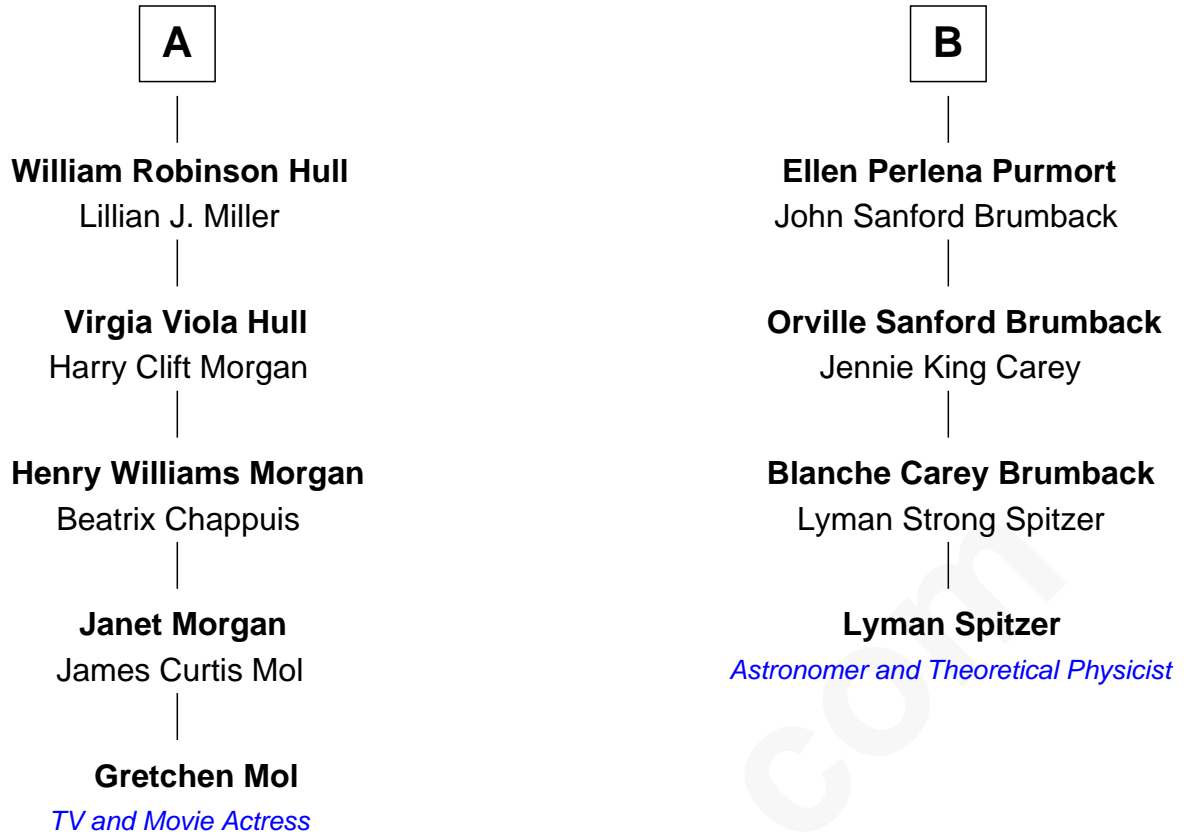 A
William Robinson Hull
Lillian J. Miller
Virgia Viola Hull
Harry Clift Morgan
Henry Williams Morgan
Beatrix Chappuis
Janet Morgan
James Curtis Mol
Gretchen Mol
TV and Movie Actress
B
Ellen Perlena Purmort
John Sanford Brumback
Orville Sanford Brumback
Jennie King Carey
Blanche Carey Brumback
Lyman Strong Spitzer
Lyman Spitzer
Astronomer and Theoretical Physicist
com